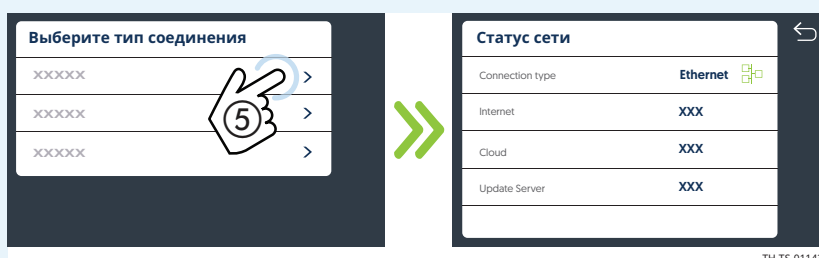 Выберите тип соединения
xxxxx
xxxxx
xxxxx
5
Статус сети
Connection type Ethernet
Internet XXX
Cloud XXX
Update Server XXX